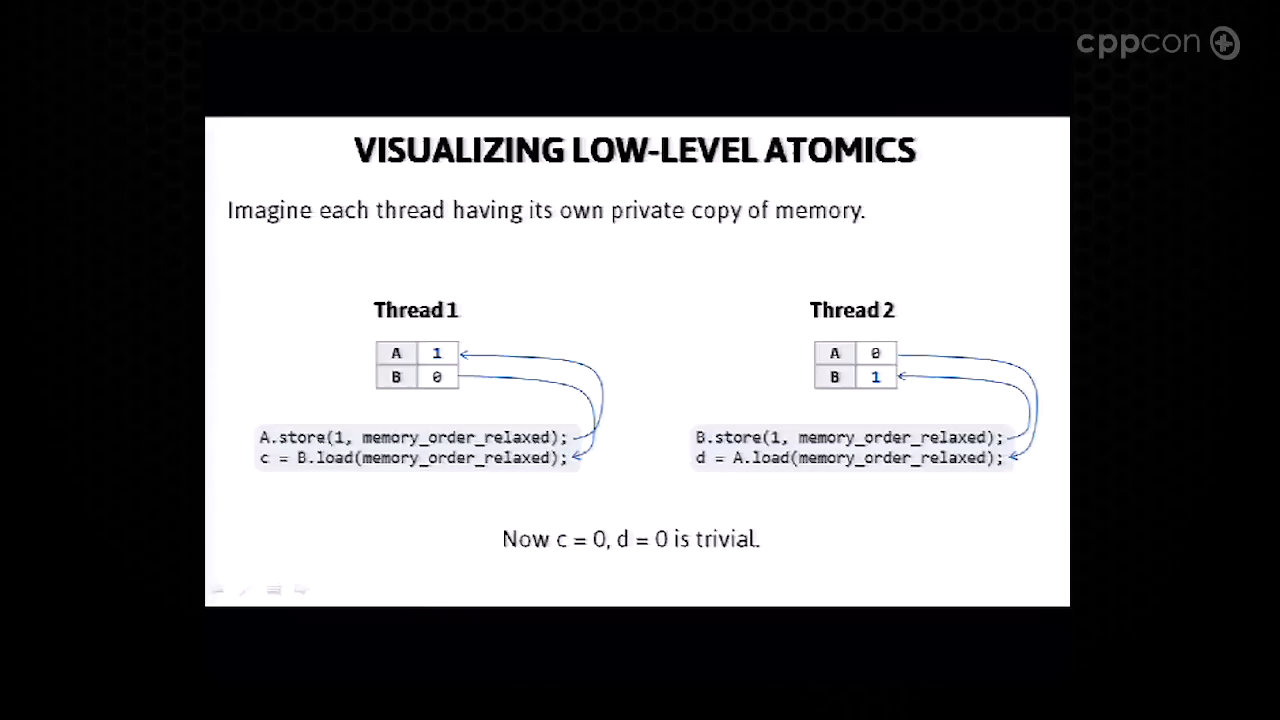 cppcon
VISUALIZING LOW-LEVEL ATOMICS
Imagine each thread having its own private copy of memory.
Thread 1
A 1
B 0
A.store(1, memory_order_relaxed);
c = B.load(memory_order_relaxed);
Thread 2
A 0
B 1
B.store(1, memory_order_relaxed);
d = A.load(memory_order_relaxed);
Now c = 0, d = 0 is trivial.